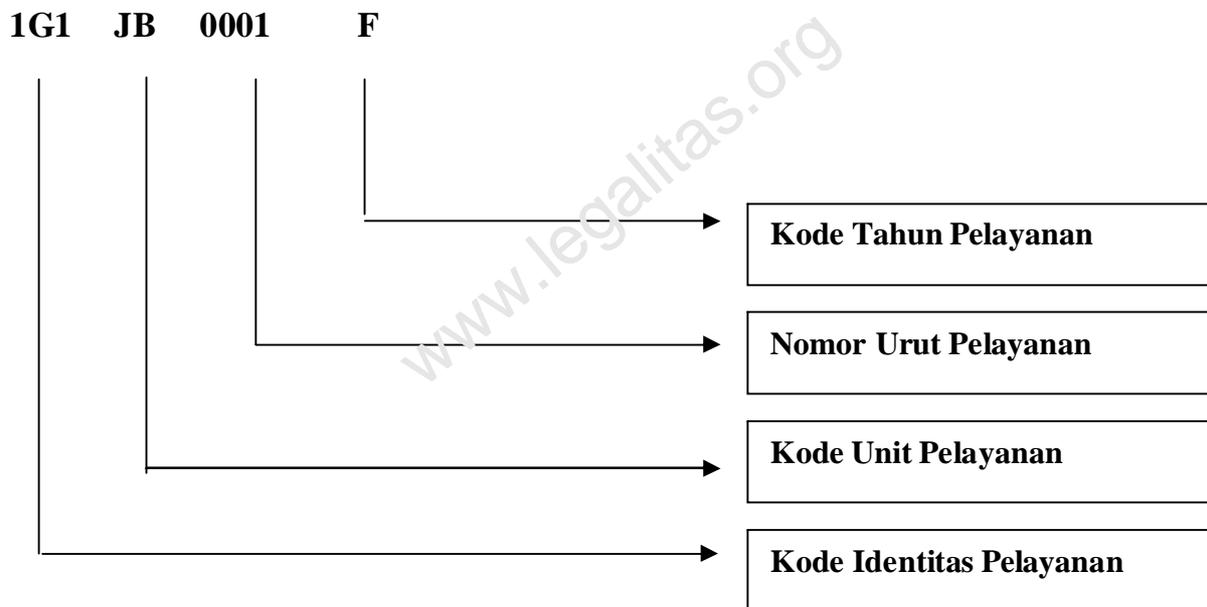 1G1 JB 0001 F
www.legalitas.org
Kode Tahun Pelayanan
Nomor Urut Pelayanan
Kode Unit Pelayanan
Kode Identitas Pelayanan